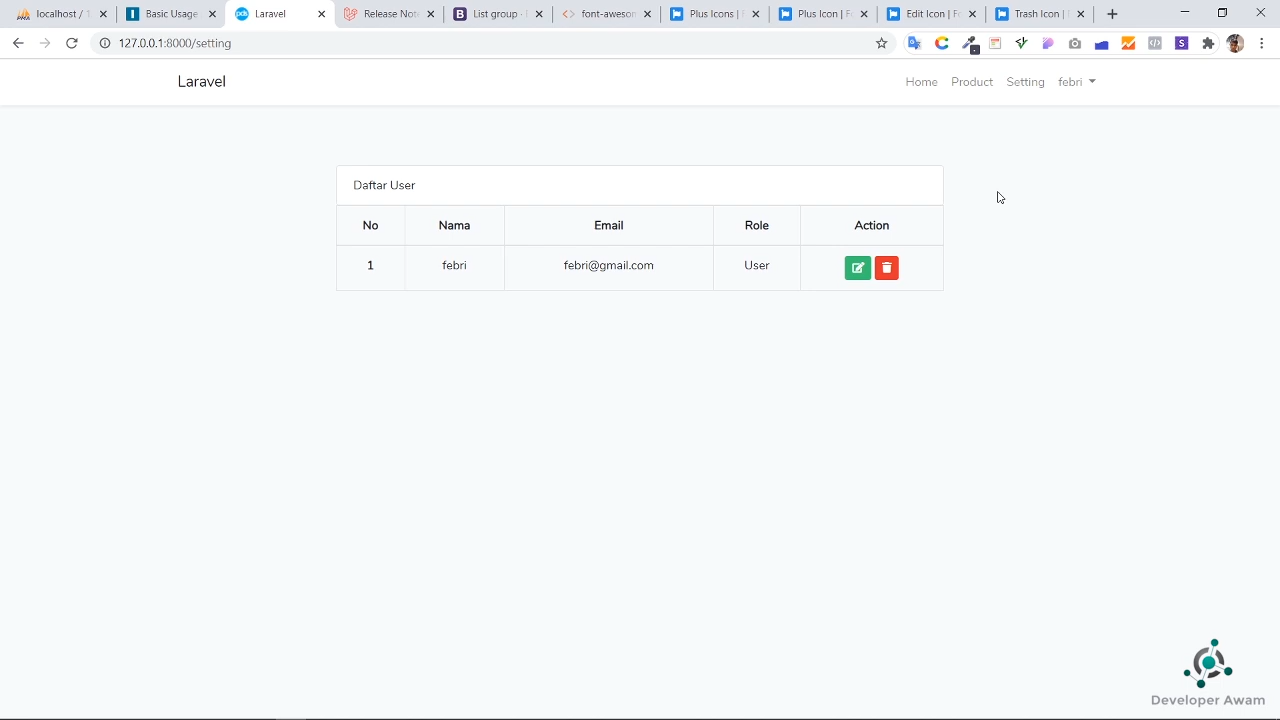 localhost / 1
Basic Usage
Laravel
Release Note
List group · 
font-awesom
Plus Icons | 
Plus Icon | F
Edit Icon | F
Trash Icon |
127.0.0.1:8000/setting
Laravel
Home
Product
Setting
febri
Daftar User
No
Nama
Email
Role
Action
1
febri
febri@gmail.com
User
Developer Awam